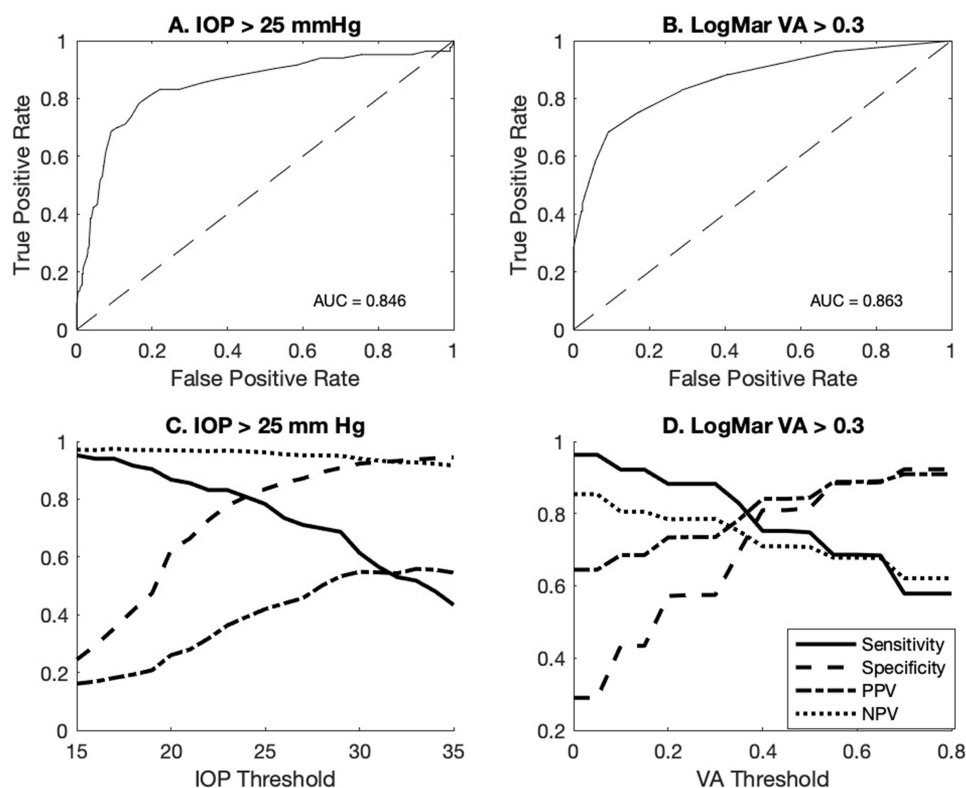 A. IOP > 25 mmHg
True Positive Rate
1
0.8
0.6
0.4
0.2
0
AUC = 0.846
0 0.2 0.4 0.6 0.8 1
False Positive Rate
B. LogMar VA > 0.3
True Positive Rate
1
0.8
0.6
0.4
0.2
0
AUC = 0.863
0 0.2 0.4 0.6 0.8 1
False Positive Rate
C. IOP > 25 mm Hg
1
0.8
0.6
0.4
0.2
0
15 20 25 30 35
IOP Threshold
D. LogMar VA > 0.3
1
0.8
0.6
0.4
0.2
Sensitivity
Specificity
PPV
NPV
0 0.2 0.4 0.6 0.8
VA Threshold